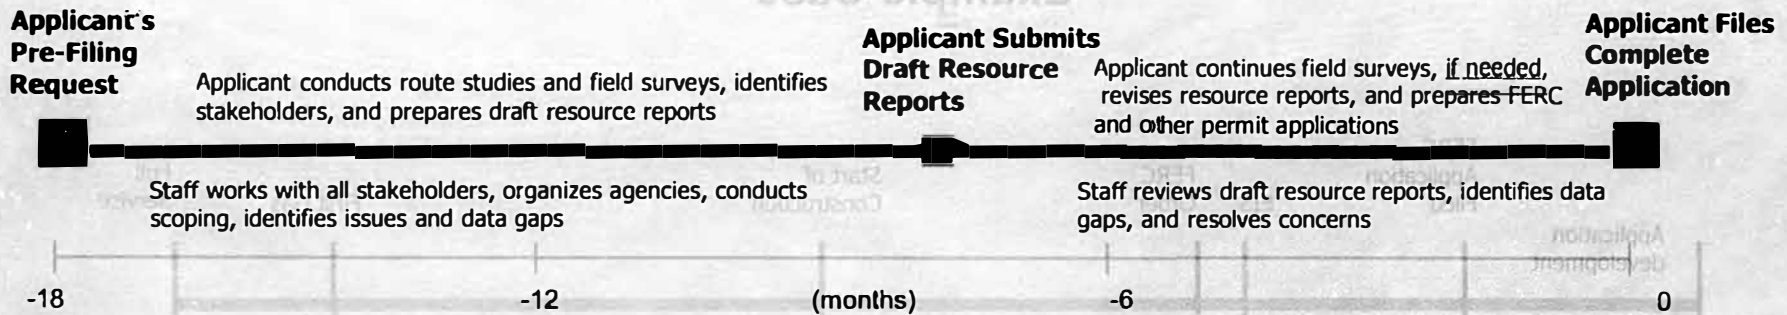 Applicant's
Pre-Filing
Request
Applicant conducts route studies and field surveys, identifies
stakeholders, and prepares draft resource reports
Applicant Submits
Draft Resource
Reports
Applicant continues field surveys, if needed,
revises resource reports, and prepares FERC
and other permit applications
Applicant Files
Complete
Application
Staff works with all stakeholders, organizes agencies, conducts
scoping, identifies issues and data gaps
Staff reviews draft resource reports, identifies data
gaps, and resolves concerns
-18
-12
(months)
-6
0